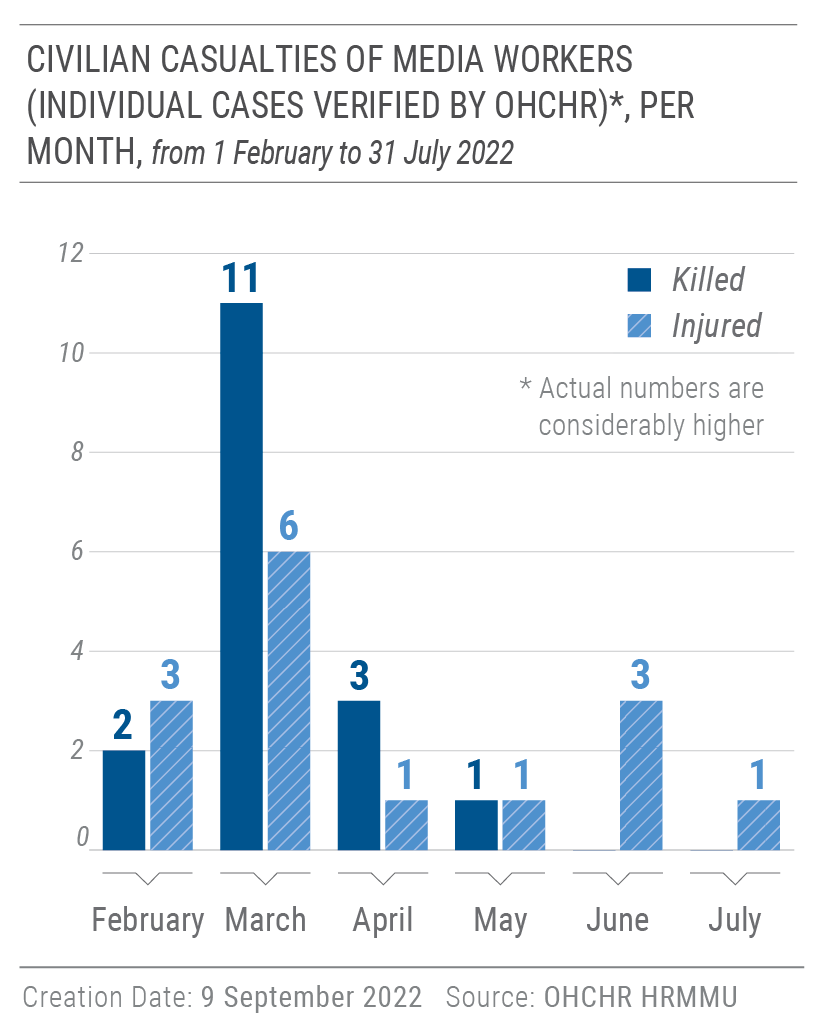 CIVILIAN CASUALTIES OF MEDIA WORKERS
(INDIVIDUAL CASES VERIFIED BY OHCHR)*, PER
MONTH, from 1 February to 31 July 2022
12
11
Killed
Injured
10
* Actual numbers are
considerably higher
8
6
6
4
3
3
3
2
2
1
1
1
1
0
February March April May June July
Creation Date: 9 September 2022 Source: OHCHR HRMMU